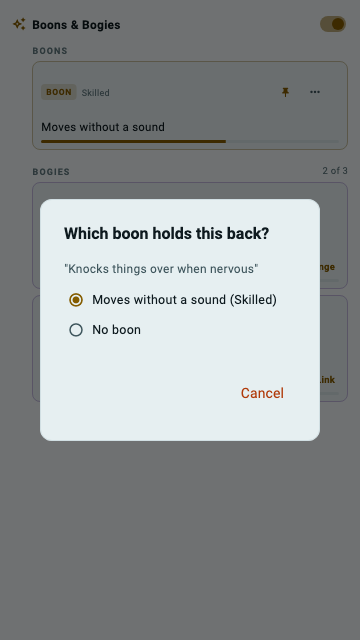 Boons & Bogies
BOONS
BOON Skilled
Moves without a sound
BOGIES 2 of 3
Which boon holds this back?
"Knocks things over when nervous"
Moves without a sound (Skilled)
No boon
Cancel